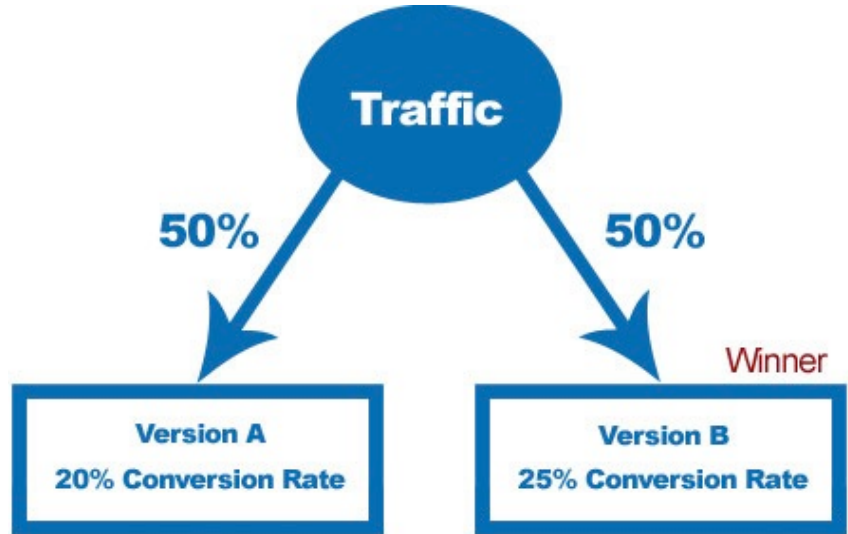 Traffic
50%
50%
Winner
Version A
20% Conversion Rate
Version B
25% Conversion Rate